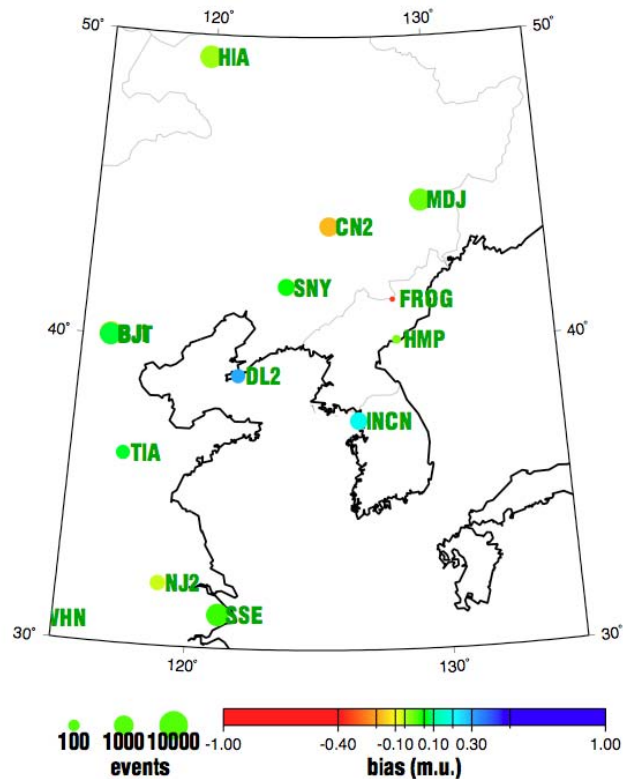 120° 130°
50° 50°
HIA
MDJ
CN2
SNY
FROG
40° BJT 40°
HMP
DL2
INCN
TIA
NJ2
SSE
30° 30°
120° 130°
100 1000 10000
events
-1.00 -0.40 -0.10 0.10 0.30 1.00
bias (m.u.)